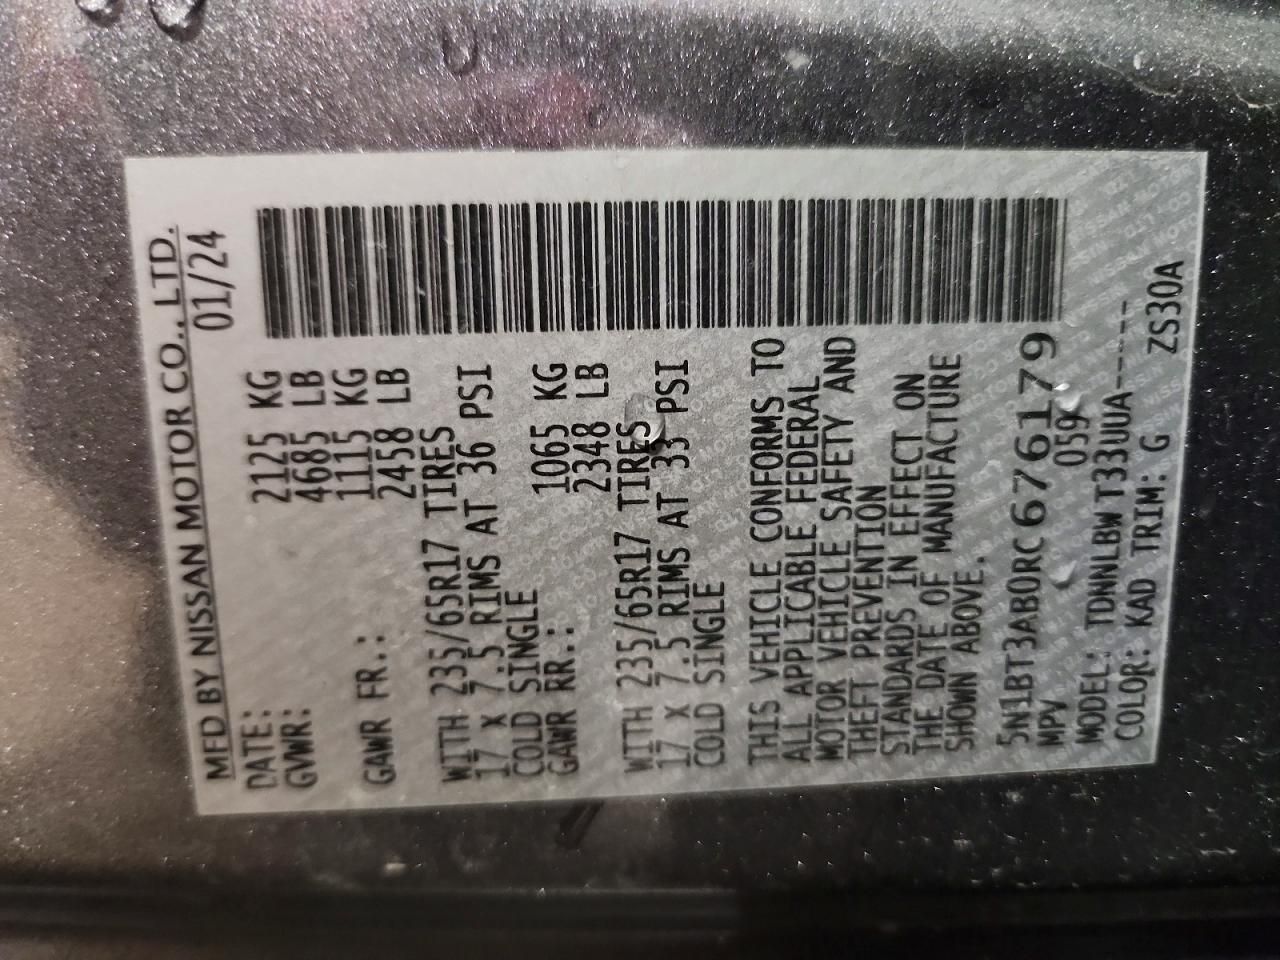 MFD BY NISSAN MOTOR CO., LTD.
DATE: 01/24
GVWR: 2125 KG
4685 LB
GAWR FR.: 1115 KG
2458 LB
WITH 235/65R17 TIRES
17 X 7.5 RIMS AT 36 PSI
COLD SINGLE
GAWR RR.: 1065 KG
2348 LB
WITH 235/65R17 TIRES
17 X 7.5 RIMS AT 33 PSI
COLD SINGLE
THIS VEHICLE CONFORMS TO
ALL APPLICABLE FEDERAL
MOTOR VEHICLE SAFETY AND
THEFT PREVENTION
STANDARDS IN EFFECT ON
THE DATE OF MANUFACTURE
SHOWN ABOVE.
5N1BT3AB0RC676179
MPV 059
MODEL: TDNNLBW T33UUA------
COLOR: KAD TRIM: G ZS30A